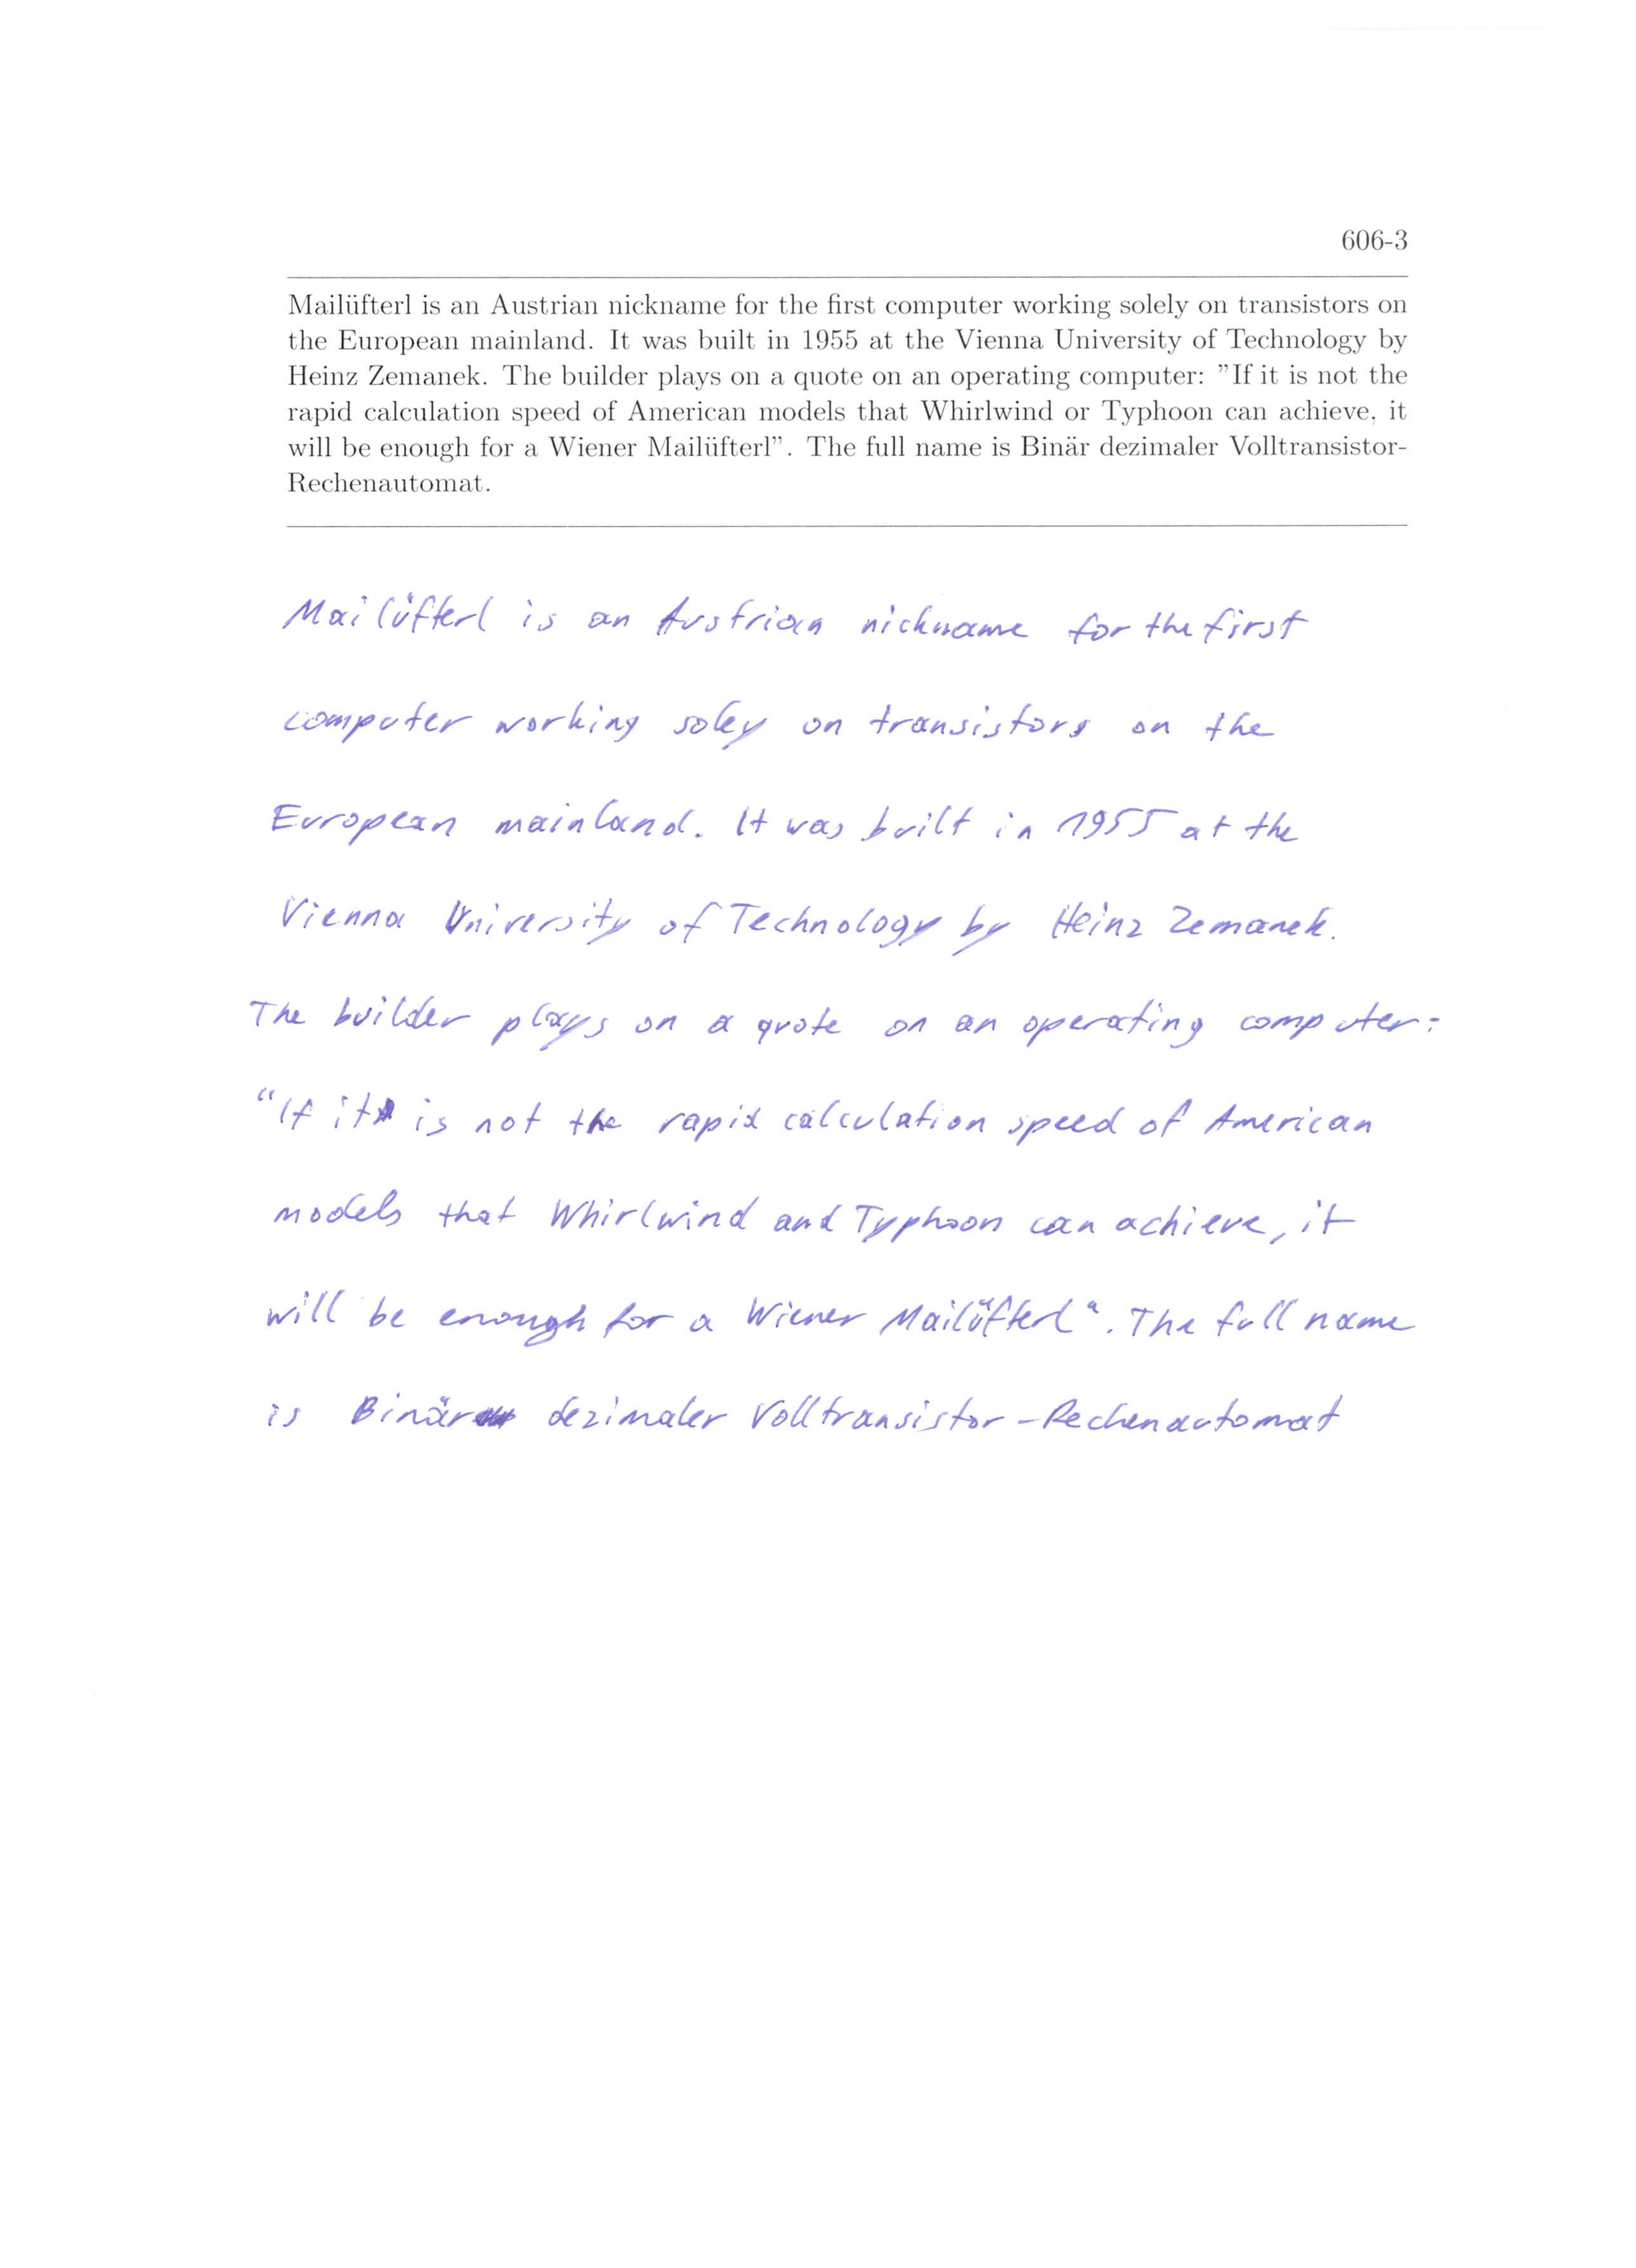 606-3
Mailüfterl is an Austrian nickname for the first computer working solely on transistors on
the European mainland. It was built in 1955 at the Vienna University of Technology by
Heinz Zemanek. The builder plays on a quote on an operating computer: ”If it is not the
rapid calculation speed of American models that Whirlwind or Typhoon can achieve, it
will be enough for a Wiener Mailüfterl”. The full name is Binär dezimaler Volltransistor-
Rechenautomat.
Mailüfterl is an Austrian nickname for the first
computer working soley on transistors on the
European mainland. It was built in 1955 at the
Vienna University of Technology by Heinz Zemanek.
The builder plays on a quote on an operating computer:
“If it is not the rapid calculation speed of American
models that Whirlwind and Typhoon can achieve, it
will be enough for a Wiener Mailüfterl“. The full name
is Binär dezimaler Volltransistor-Rechenautomat